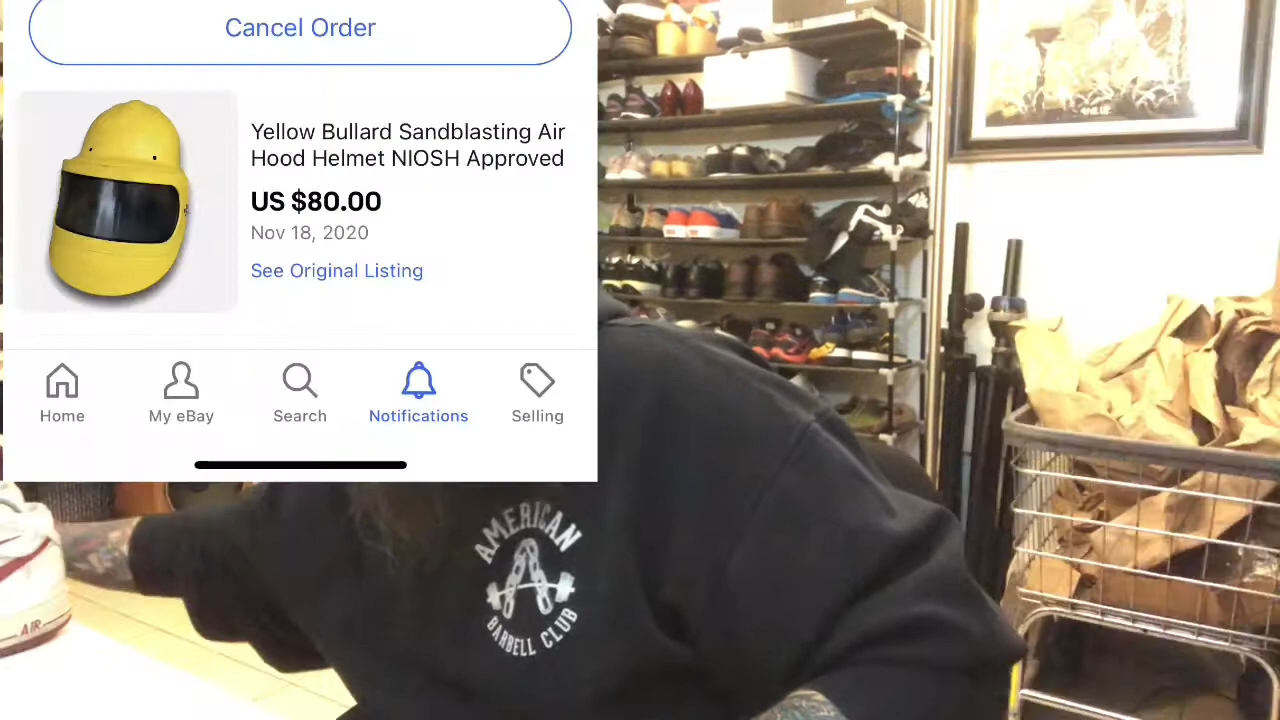 Cancel Order
Yellow Bullard Sandblasting Air
Hood Helmet NIOSH Approved
US $80.00
Nov 18, 2020
See Original Listing
Home
My eBay
Search
Notifications
Selling
AMERICAN
BARBELL CLUB
AIR